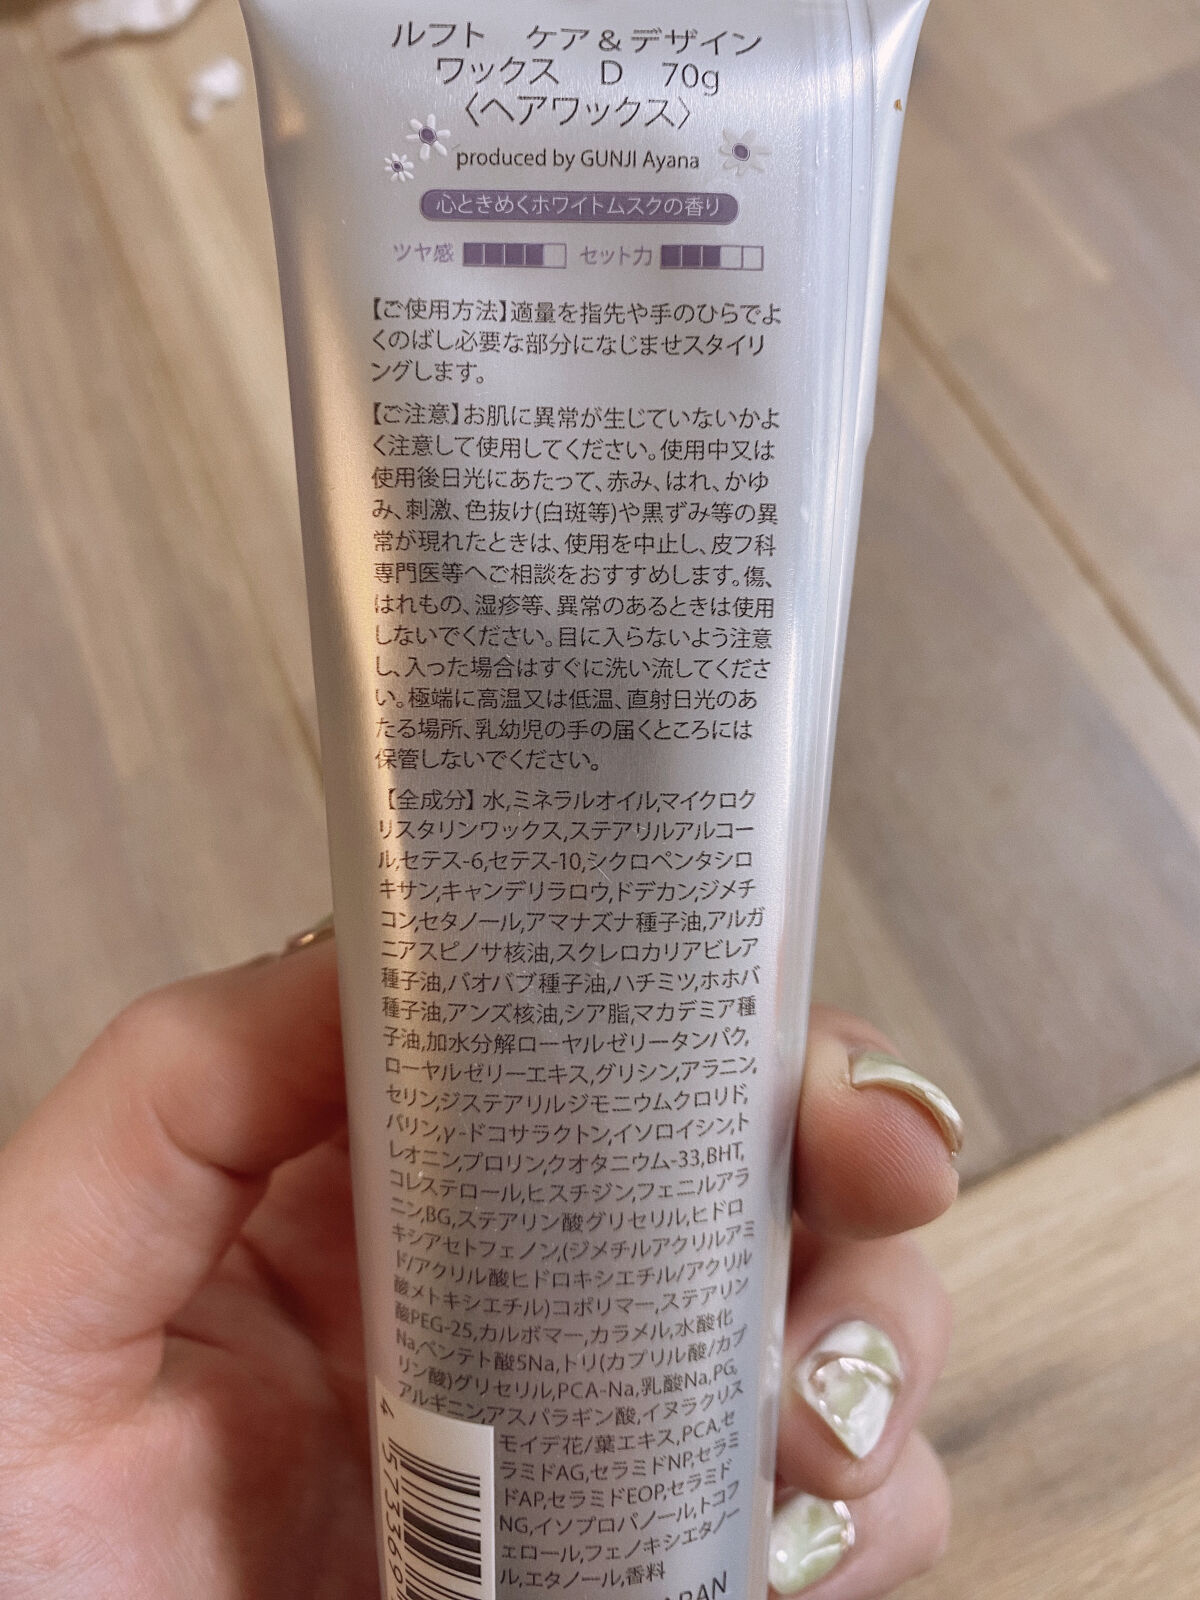 ルフト ケア＆デザイン
ワックス D 70g
〈ヘアワックス〉
produced by GUNJI Ayana
心ときめくホワイトムスクの香り
ツヤ感 セット力
【ご使用方法】適量を指先や手のひらでよ
くのばし必要な部分になじませスタイリ
ングします。
【ご注意】お肌に異常が生じていないかよ
く注意して使用してください。使用中又は
使用後日光にあたって、赤み、はれ、かゆ
み、刺激、色抜け(白斑等)や黒ずみ等の異
常が現れたときは、使用を中止し、皮フ科
専門医等へご相談をおすすめします。傷、
はれもの、湿疹等、異常のあるときは使用
しないでください。目に入らないよう注意
し、入った場合はすぐに洗い流してくださ
い。極端に高温又は低温、直射日光のあ
たる場所、乳幼児の手の届くところには
保管しないでください。
【全成分】水,ミネラルオイル,マイクロク
リスタリンワックス,ステアリルアルコー
ル,セテス-6,セテス-10,シクロペンタシロ
キサン,キャンデリラロウ,ドデカン,ジメチ
コン,セタノール,アマナズナ種子油,アルガ
ニアスピノサ核油,スクレロカリアビレア
種子油,バオバブ種子油,ハチミツ,ホホバ
種子油,アンズ核油,シア脂,マカデミア種
子油,加水分解ローヤルゼリータンパク,
ローヤルゼリーエキス,グリシン,アラニン,
セリン,ジステアリルジモニウムクロリド,
バリン,γ-ドコサラクトン,イソロイシン,ト
レオニン,プロリン,クオタニウム-33,BHT,
コレステロール,ヒスチジン,フェニルアラ
ニン,BG,ステアリン酸グリセリル,ヒドロ
キシアセトフェノン,(ジメチルアクリルアミ
ド/アクリル酸ヒドロキシエチル/アクリル
酸メトキシエチル)コポリマー,ステアリン
酸PEG-25,カルボマー,カラメル,水酸化
Na,ペンテト酸5Na,トリ(カプリル酸/カプ
リン酸)グリセリル,PCA-Na,乳酸Na,PG,
アルギニン,アスパラギン酸,イヌラクリス
モイデ花/葉エキス,PCA,セ
ラミドAG,セラミドNP,セラミ
ドAP,セラミドEOP,セラミド
NG,イソプロパノール,トコフ
ェロール,フェノキシエタノー
ル,エタノール,香料
4 573369